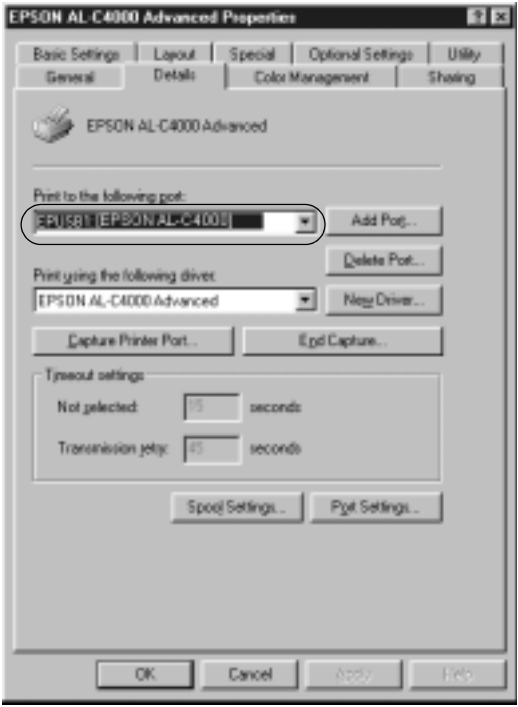 EPSON AL-C4000 Advanced Properties
Basic Settings Layout Special Optional Settings Utility
General Details Color Management Sharing
EPSON AL-C4000 Advanced
Print to the following port:
EPUSB1: (EPSON AL-C4000) Add Port...
Delete Port...
Print using the following driver:
EPSON AL-C4000 Advanced New Driver...
Capture Printer Port... End Capture...
Timeout settings
Not selected: 15 seconds
Transmission retry: 45 seconds
Spool Settings... Port Settings...
OK Cancel Apply Help